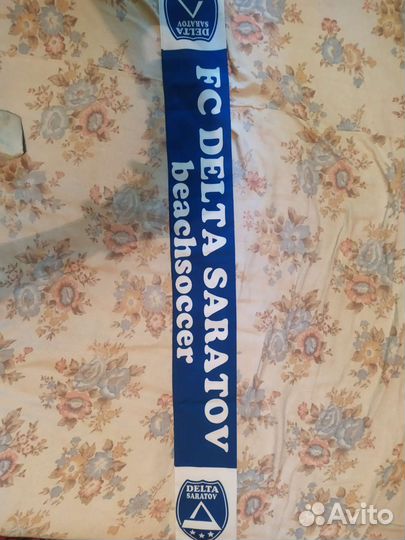 DELTA
SARATOV
FC DELTA SARATOV
beachsoccer
DELTA
SARATOV
Avito